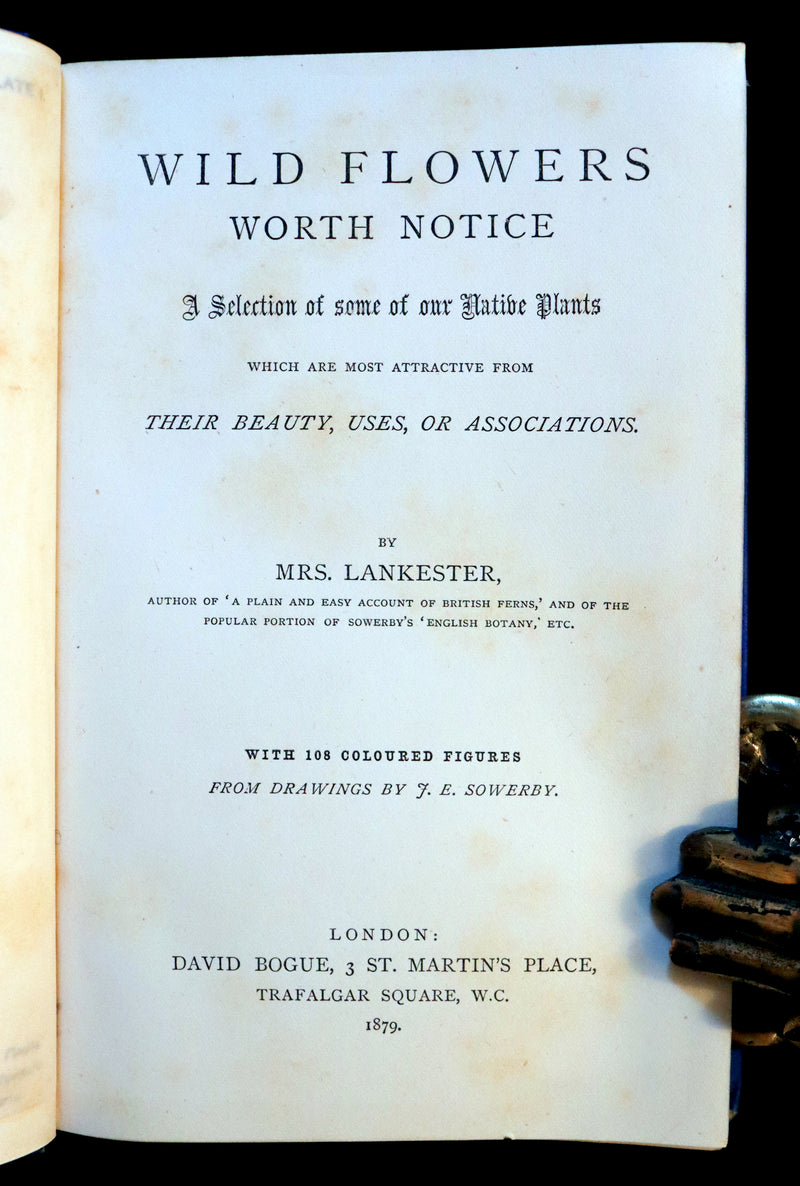 WILD FLOWERS
WORTH NOTICE
A Selection of some of our Native Plants
WHICH ARE MOST ATTRACTIVE FROM
THEIR BEAUTY, USES, OR ASSOCIATIONS.
BY
MRS. LANKESTER,
AUTHOR OF ‘A PLAIN AND EASY ACCOUNT OF BRITISH FERNS,’ AND OF THE
POPULAR PORTION OF SOWERBY’S ‘ENGLISH BOTANY,’ ETC.
WITH 108 COLOURED FIGURES
FROM DRAWINGS BY J. E. SOWERBY.
LONDON:
DAVID BOGUE, 3 ST. MARTIN’S PLACE,
TRAFALGAR SQUARE, W.C.
1879.